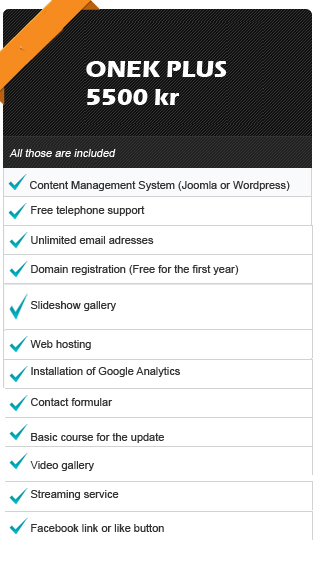 ONEK PLUS
5500 kr
All those are included
Content Management System (Joomla or Wordpress)
Free telephone support
Unlimited email adresses
Domain registration (Free for the first year)
Slideshow gallery
Web hosting
Installation of Google Analytics
Contact formular
Basic course for the update
Video gallery
Streaming service
Facebook link or like button